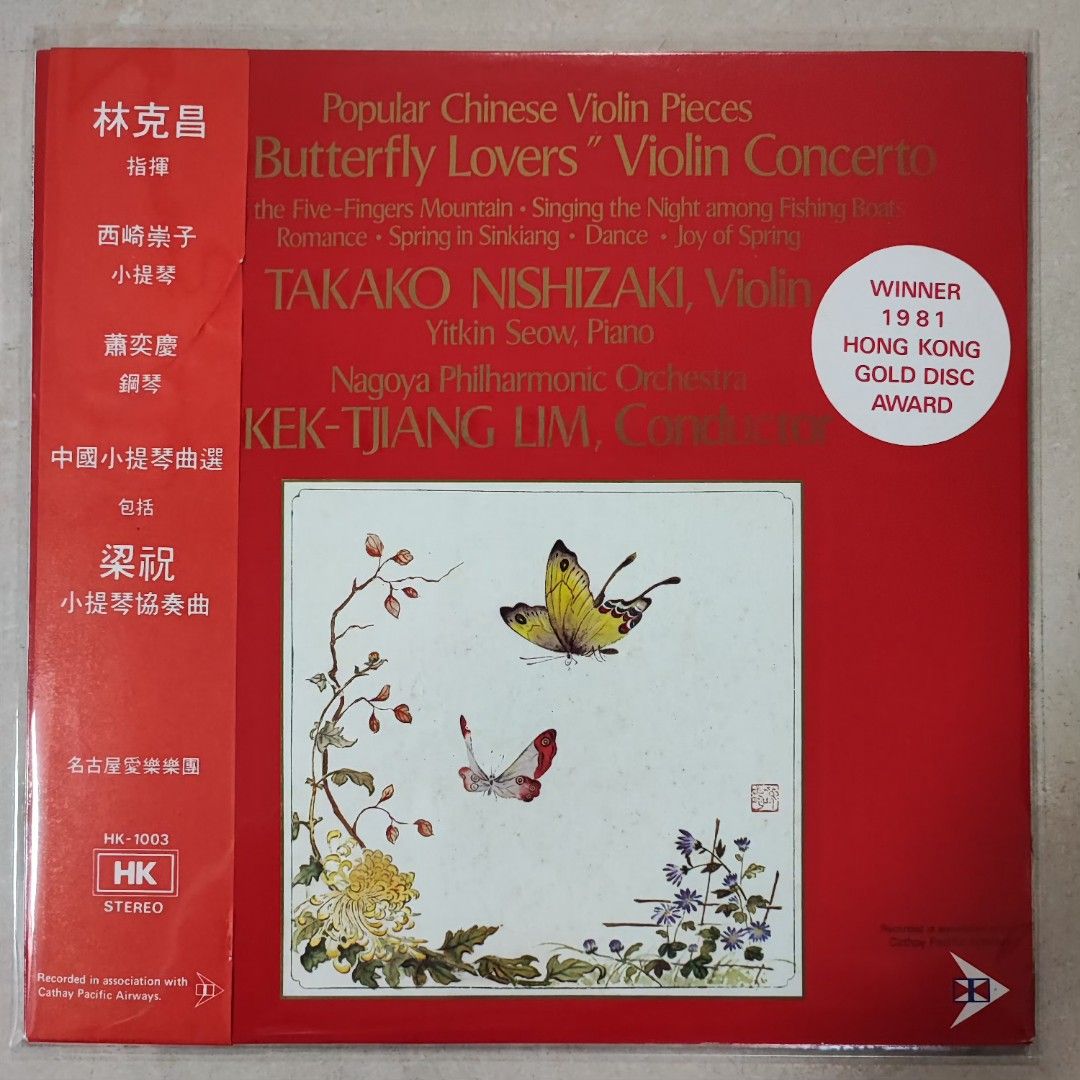 林克昌
指揮
西崎崇子
小提琴
蕭奕慶
鋼琴
中國小提琴曲選
包括
梁祝
小提琴協奏曲
名古屋愛樂樂團
HK-1003
HK
STEREO
Recorded in association with
Cathay Pacific Airways.
Popular Chinese Violin Pieces
Butterfly Lovers" Violin Concerto
the Five-Fingers Mountain • Singing the Night among Fishing Boats
Romance • Spring in Sinkiang • Dance • Joy of Spring
TAKAKO NISHIZAKI, Violin
Yitkin Seow, Piano
Nagoya Philharmonic Orchestra
KEK-TJIANG LIM, Conductor
WINNER
1981
HONG KONG
GOLD DISC
AWARD
Recorded in association
Cathay Pacific